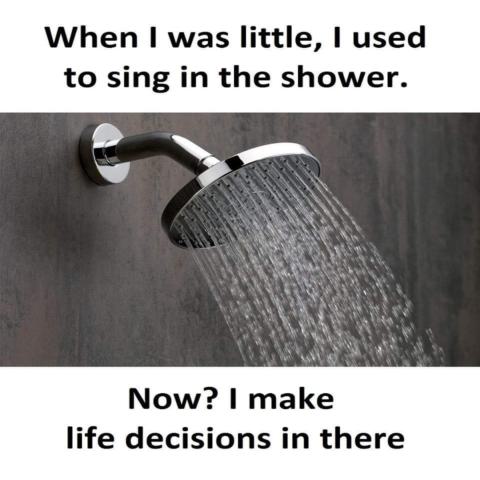 When I was little, I used
to sing in the shower.
Now? I make
life decisions in there